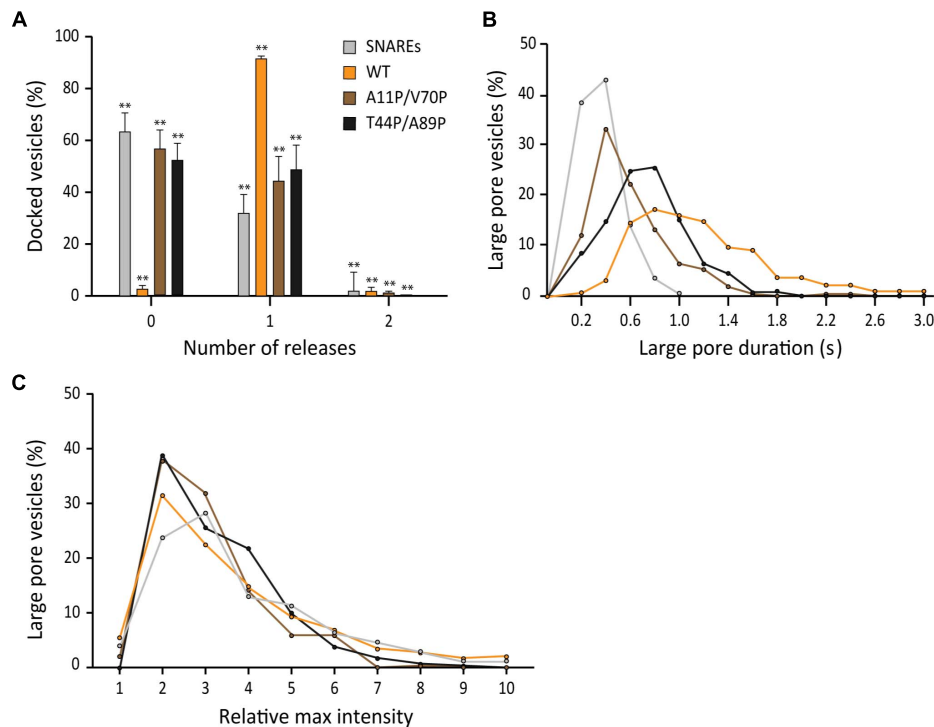 A
Docked vesicles (%)
100
80
60
40
20
0
** ** ** **
** ** ** **
** ** ** **
SNAREs
WT
A11P/V70P
T44P/A89P
0 1 2
Number of releases
B
Large pore vesicles (%)
50
40
30
20
10
0
0.2 0.6 1.0 1.4 1.8 2.2 2.6 3.0
Large pore duration (s)
C
Large pore vesicles (%)
50
40
30
20
10
0
1 2 3 4 5 6 7 8 9 10
Relative max intensity